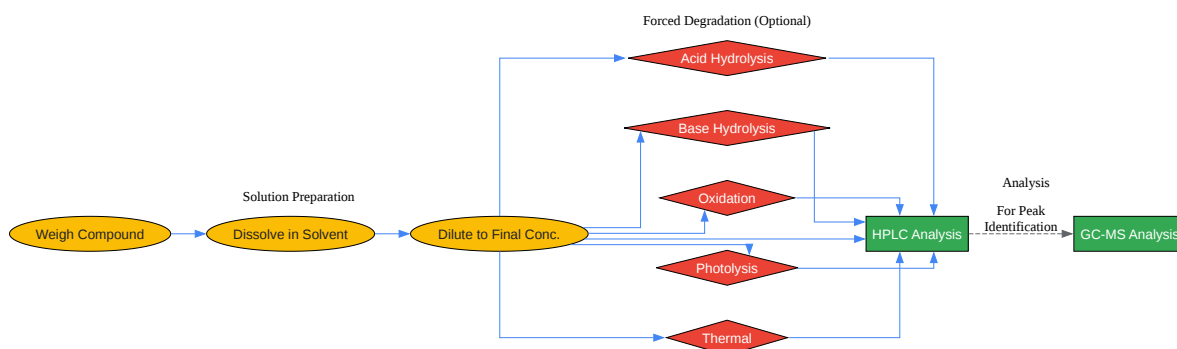 Forced Degradation (Optional)
Acid Hydrolysis
Base Hydrolysis
Solution Preparation
Oxidation
Analysis
Weigh Compound
Dissolve in Solvent
Dilute to Final Conc.
HPLC Analysis
For Peak
Identification
GC-MS Analysis
Photolysis
Thermal